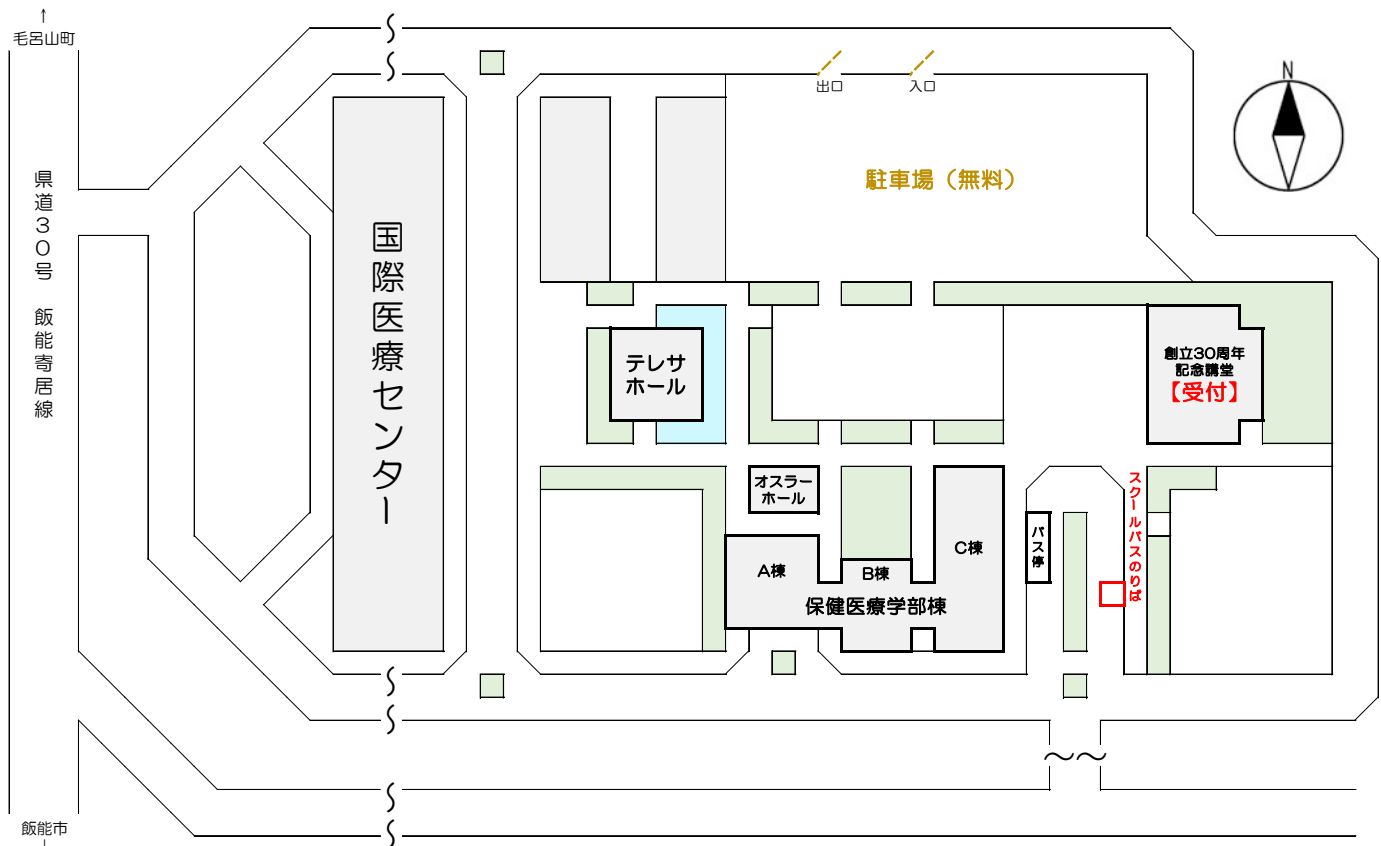 ↑
毛呂山町
N
出口
入口
駐車場（無料）
県道３０号　飯能寄居線
国際医療センター
テレサ
ホール
創立30周年
記念講堂
【受付】
オスラー
ホール
スクールバスのりば
バス停
A棟
B棟
C棟
保健医療学部棟
飯能市